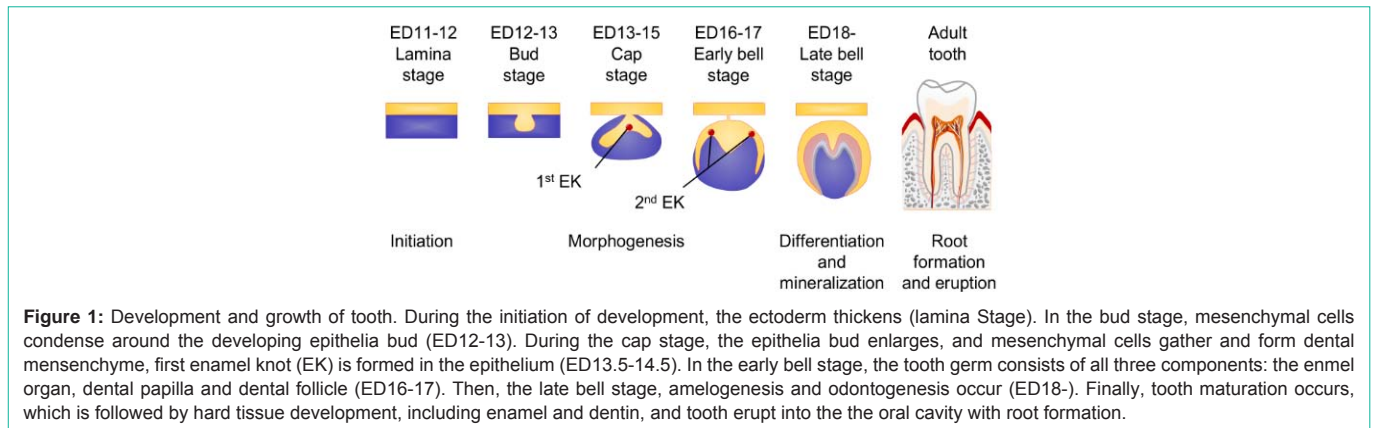 ED11-12 ED12-13 ED13-15 ED16-17 ED18- Adult
Lamina Bud Cap Early bell Late bell tooth
stage stage stage stage stage
1st EK
2nd EK
Initiation Morphogenesis Differentiation Root
and formation
mineralization and eruption
Figure 1: Development and growth of tooth. During the initiation of development, the ectoderm thickens (lamina Stage). In the bud stage, mesenchymal cells
condense around the developing epithelia bud (ED12-13). During the cap stage, the epithelia bud enlarges, and mesenchymal cells gather and form dental
mensenchyme, first enamel knot (EK) is formed in the epithelium (ED13.5-14.5). In the early bell stage, the tooth germ consists of all three components: the enmel
organ, dental papilla and dental follicle (ED16-17). Then, the late bell stage, amelogenesis and odontogenesis occur (ED18-). Finally, tooth maturation occurs,
which is followed by hard tissue development, including enamel and dentin, and tooth erupt into the the oral cavity with root formation.